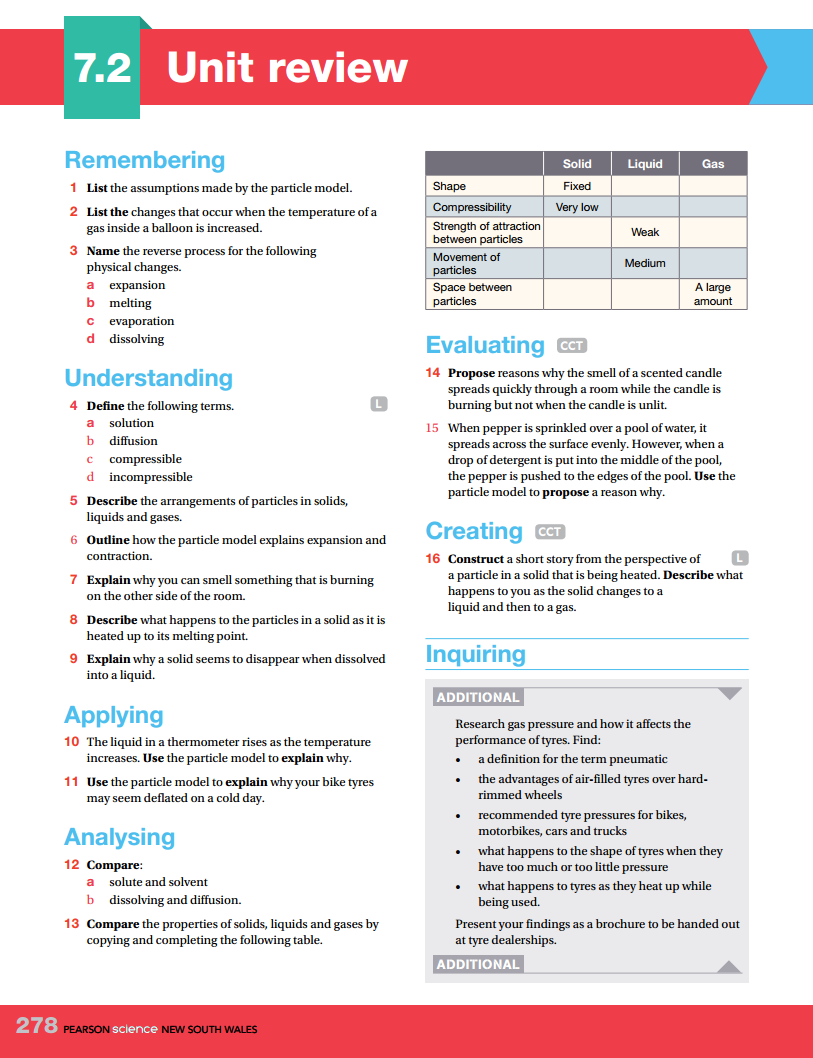 7.2 Unit review
Remembering
1 List the assumptions made by the particle model.
2 List the changes that occur when the temperature of a
gas inside a balloon is increased.
3 Name the reverse process for the following
physical changes.
a expansion
b melting
c evaporation
d dissolving
Understanding
4 Define the following terms. L
a solution
b diffusion
c compressible
d incompressible
5 Describe the arrangements of particles in solids,
liquids and gases.
6 Outline how the particle model explains expansion and
contraction.
7 Explain why you can smell something that is burning
on the other side of the room.
8 Describe what happens to the particles in a solid as it is
heated up to its melting point.
9 Explain why a solid seems to disappear when dissolved
into a liquid.
Applying
10 The liquid in a thermometer rises as the temperature
increases. Use the particle model to explain why.
11 Use the particle model to explain why your bike tyres
may seem deflated on a cold day.
Analysing
12 Compare:
a solute and solvent
b dissolving and diffusion.
13 Compare the properties of solids, liquids and gases by
copying and completing the following table.
Solid Liquid Gas
Shape Fixed
Compressibility Very low
Strength of attraction
between particles Weak
Movement of
particles Medium
Space between
particles A large
amount
Evaluating CCT
14 Propose reasons why the smell of a scented candle
spreads quickly through a room while the candle is
burning but not when the candle is unlit.
15 When pepper is sprinkled over a pool of water, it
spreads across the surface evenly. However, when a
drop of detergent is put into the middle of the pool,
the pepper is pushed to the edges of the pool. Use the
particle model to propose a reason why.
Creating CCT
16 Construct a short story from the perspective of L
a particle in a solid that is being heated. Describe what
happens to you as the solid changes to a
liquid and then to a gas.
Inquiring
ADDITIONAL
Research gas pressure and how it affects the
performance of tyres. Find:
• a definition for the term pneumatic
• the advantages of air-filled tyres over hard-
rimmed wheels
• recommended tyre pressures for bikes,
motorbikes, cars and trucks
• what happens to the shape of tyres when they
have too much or too little pressure
• what happens to tyres as they heat up while
being used.
Present your findings as a brochure to be handed out
at tyre dealerships.
ADDITIONAL
278 PEARSON science NEW SOUTH WALES